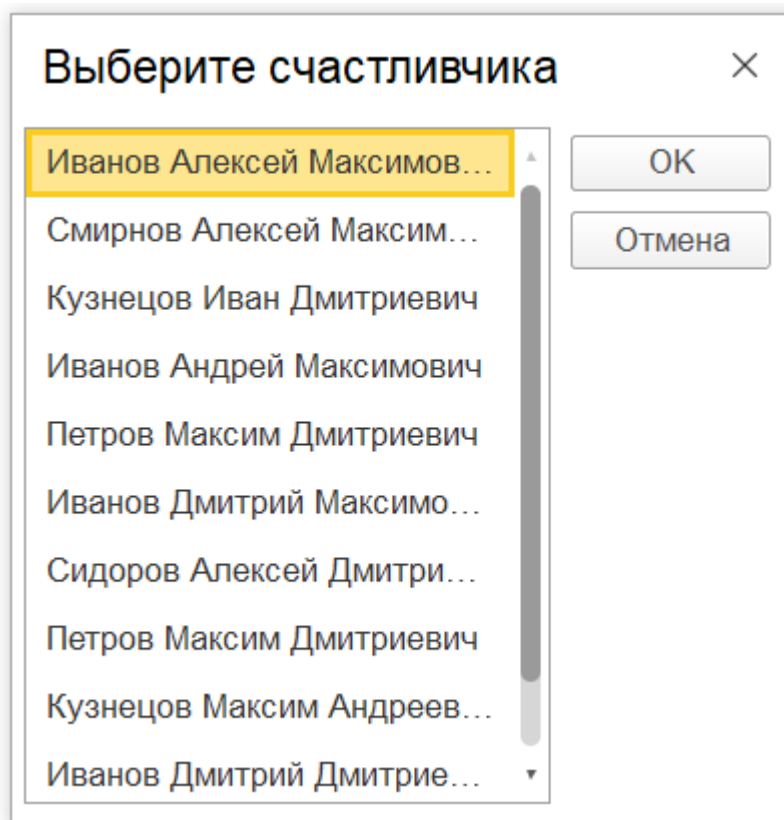 Выберите счастливчика
Иванов Алексей Максимов...
OK
Смирнов Алексей Максим...
Отмена
Кузнецов Иван Дмитриевич
Иванов Андрей Максимович
Петров Максим Дмитриевич
Иванов Дмитрий Максимо...
Сидоров Алексей Дмитри...
Петров Максим Дмитриевич
Кузнецов Максим Андреев...
Иванов Дмитрий Дмитрие...